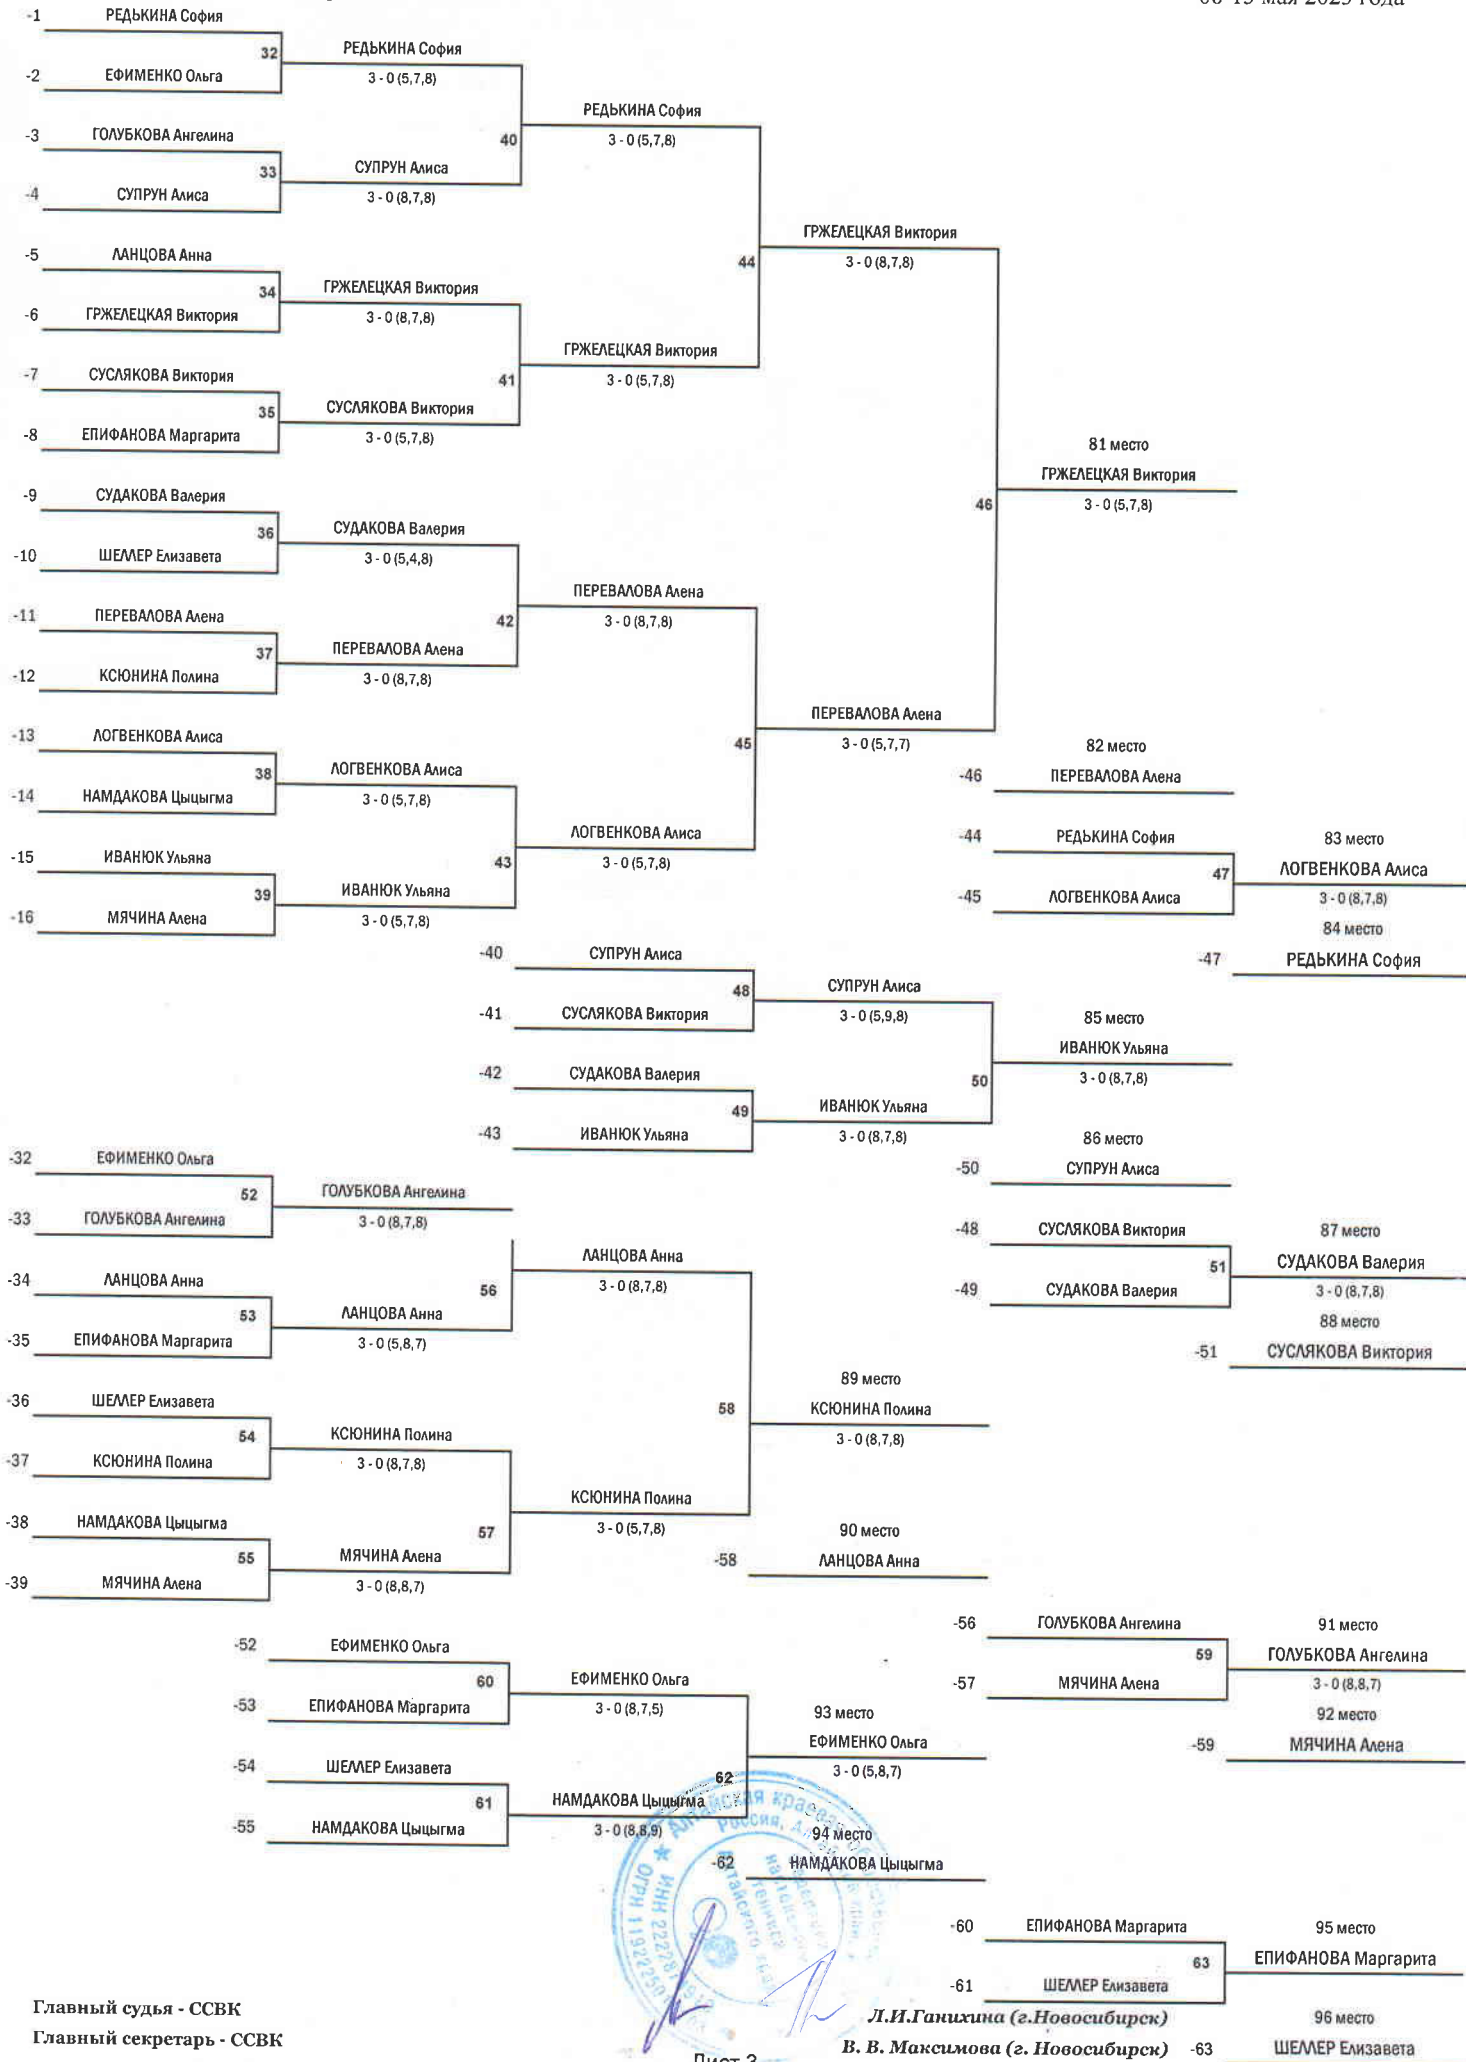 06-13 мая 2023 года
-1 РЕДЬКИНА София
32
РЕДЬКИНА София
-2 ЕФИМЕНКО Ольга
3 - 0 (5,7,8)
РЕДЬКИНА София
-3 ГОЛУБКОВА Ангелина
40
3 - 0 (5,7,8)
33
СУПРУН Алиса
-4 СУПРУН Алиса
3 - 0 (8,7,8)
ГРЖЕЛЕЦКАЯ Виктория
-5 ЛАНЦОВА Анна
44
3 - 0 (8,7,8)
34
ГРЖЕЛЕЦКАЯ Виктория
-6 ГРЖЕЛЕЦКАЯ Виктория
3 - 0 (8,7,8)
ГРЖЕЛЕЦКАЯ Виктория
-7 СУСЛЯКОВА Виктория
41
3 - 0 (5,7,8)
35
СУСЛЯКОВА Виктория
-8 ЕПИФАНОВА Маргарита
3 - 0 (5,7,8)
81 место
ГРЖЕЛЕЦКАЯ Виктория
-9 СУДАКОВА Валерия
46
3 - 0 (5,7,8)
36
СУДАКОВА Валерия
-10 ШЕЛЛЕР Елизавета
3 - 0 (5,4,8)
ПЕРЕВАЛОВА Алена
-11 ПЕРЕВАЛОВА Алена
42
3 - 0 (8,7,8)
37
ПЕРЕВАЛОВА Алена
-12 КСЮНИНА Полина
3 - 0 (8,7,8)
ПЕРЕВАЛОВА Алена
-13 ЛОГВЕНКОВА Алиса
45
3 - 0 (5,7,7)
82 место
38
ЛОГВЕНКОВА Алиса
-46 ПЕРЕВАЛОВА Алена
-14 НАМДАКОВА Цыцыгма
3 - 0 (5,7,8)
ЛОГВЕНКОВА Алиса
-44 РЕДЬКИНА София
83 место
-15 ИВАНЮК Ульяна
43
3 - 0 (5,7,8)
47
ЛОГВЕНКОВА Алиса
39
ИВАНЮК Ульяна
-45 ЛОГВЕНКОВА Алиса
3 - 0 (8,7,8)
-16 МЯЧИНА Алена
3 - 0 (5,7,8)
84 место
-40 СУПРУН Алиса
-47 РЕДЬКИНА София
48
СУПРУН Алиса
-41 СУСЛЯКОВА Виктория
3 - 0 (5,9,8)
85 место
ИВАНЮК Ульяна
-42 СУДАКОВА Валерия
50
3 - 0 (8,7,8)
49
ИВАНЮК Ульяна
-43 ИВАНЮК Ульяна
3 - 0 (8,7,8)
86 место
-32 ЕФИМЕНКО Ольга
-50 СУПРУН Алиса
52
ГОЛУБКОВА Ангелина
-33 ГОЛУБКОВА Ангелина
3 - 0 (8,7,8)
-48 СУСЛЯКОВА Виктория
87 место
ЛАНЦОВА Анна
51
СУДАКОВА Валерия
-34 ЛАНЦОВА Анна
56
3 - 0 (8,7,8)
-49 СУДАКОВА Валерия
3 - 0 (8,7,8)
53
ЛАНЦОВА Анна
88 место
-35 ЕПИФАНОВА Маргарита
3 - 0 (5,8,7)
-51 СУСЛЯКОВА Виктория
89 место
-36 ШЕЛЛЕР Елизавета
58
КСЮНИНА Полина
54
КСЮНИНА Полина
3 - 0 (8,7,8)
-37 КСЮНИНА Полина
3 - 0 (8,7,8)
КСЮНИНА Полина
-38 НАМДАКОВА Цыцыгма
57
3 - 0 (5,7,8)
90 место
55
МЯЧИНА Алена
-58 ЛАНЦОВА Анна
-39 МЯЧИНА Алена
3 - 0 (8,8,7)
-56 ГОЛУБКОВА Ангелина
91 место
-52 ЕФИМЕНКО Ольга
59
ГОЛУБКОВА Ангелина
60
ЕФИМЕНКО Ольга
-57 МЯЧИНА Алена
3 - 0 (8,8,7)
-53 ЕПИФАНОВА Маргарита
3 - 0 (8,7,5)
93 место
92 место
ЕФИМЕНКО Ольга
-59 МЯЧИНА Алена
-54 ШЕЛЛЕР Елизавета
62
3 - 0 (5,8,7)
61
НАМДАКОВА Цыцыгма
-55 НАМДАКОВА Цыцыгма
3 - 0 (8,8,9)
94 место
-62 НАМДАКОВА Цыцыгма
-60 ЕПИФАНОВА Маргарита
95 место
63
ЕПИФАНОВА Маргарита
-61 ШЕЛЛЕР Елизавета
Главный судья - ССВК
Л.И.Ганихина (г.Новосибирск)
96 место
Главный секретарь - ССВК
В. В. Максимова (г. Новосибирск)
-63 ШЕЛЛЕР Елизавета
Лист 3